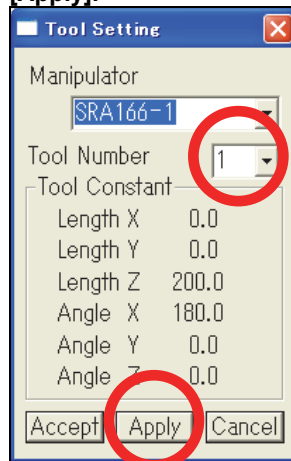 [Apply].
Tool Setting
Manipulator
SRA166-1
Tool Number 1
Tool Constant
Length X 0.0
Length Y 0.0
Length Z 200.0
Angle X 180.0
Angle Y 0.0
Angle Z 0.0
Accept Apply Cancel